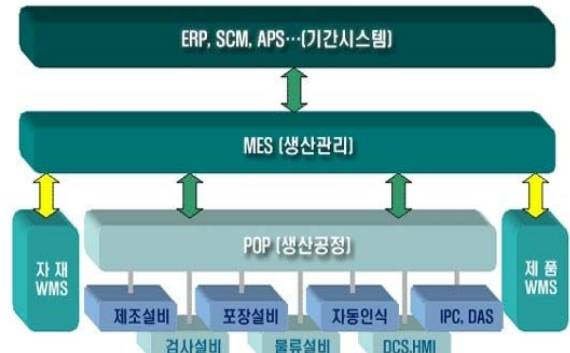 ERP, SCM, APS…(기간시스템)
MES (생산관리)
POP (생산공정)
자 재
WMS
제 품
WMS
제조설비
포장설비
자동인식
IPC, DAS
검사설비
물류설비
DCS,HMI